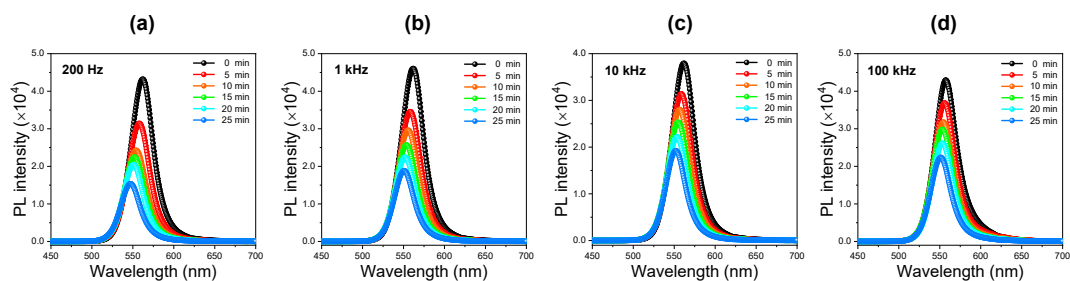 (a)
PL intensity (×10⁴)
5.0
4.0
3.0
2.0
1.0
0.0
200 Hz
0 min
5 min
10 min
15 min
20 min
25 min
450 500 550 600 650 700
Wavelength (nm)
(b)
PL intensity (×10⁴)
5.0
4.0
3.0
2.0
1.0
0.0
1 kHz
0 min
5 min
10 min
15 min
20 min
25 min
450 500 550 600 650 700
Wavelength (nm)
(c)
PL intensity (×10⁴)
4.0
3.0
2.0
1.0
0.0
10 kHz
0 min
5 min
10 min
15 min
20 min
25 min
450 500 550 600 650 700
Wavelength (nm)
(d)
PL intensity (×10⁴)
5.0
4.0
3.0
2.0
1.0
0.0
100 kHz
0 min
5 min
10 min
15 min
20 min
25 min
450 500 550 600 650 700
Wavelength (nm)